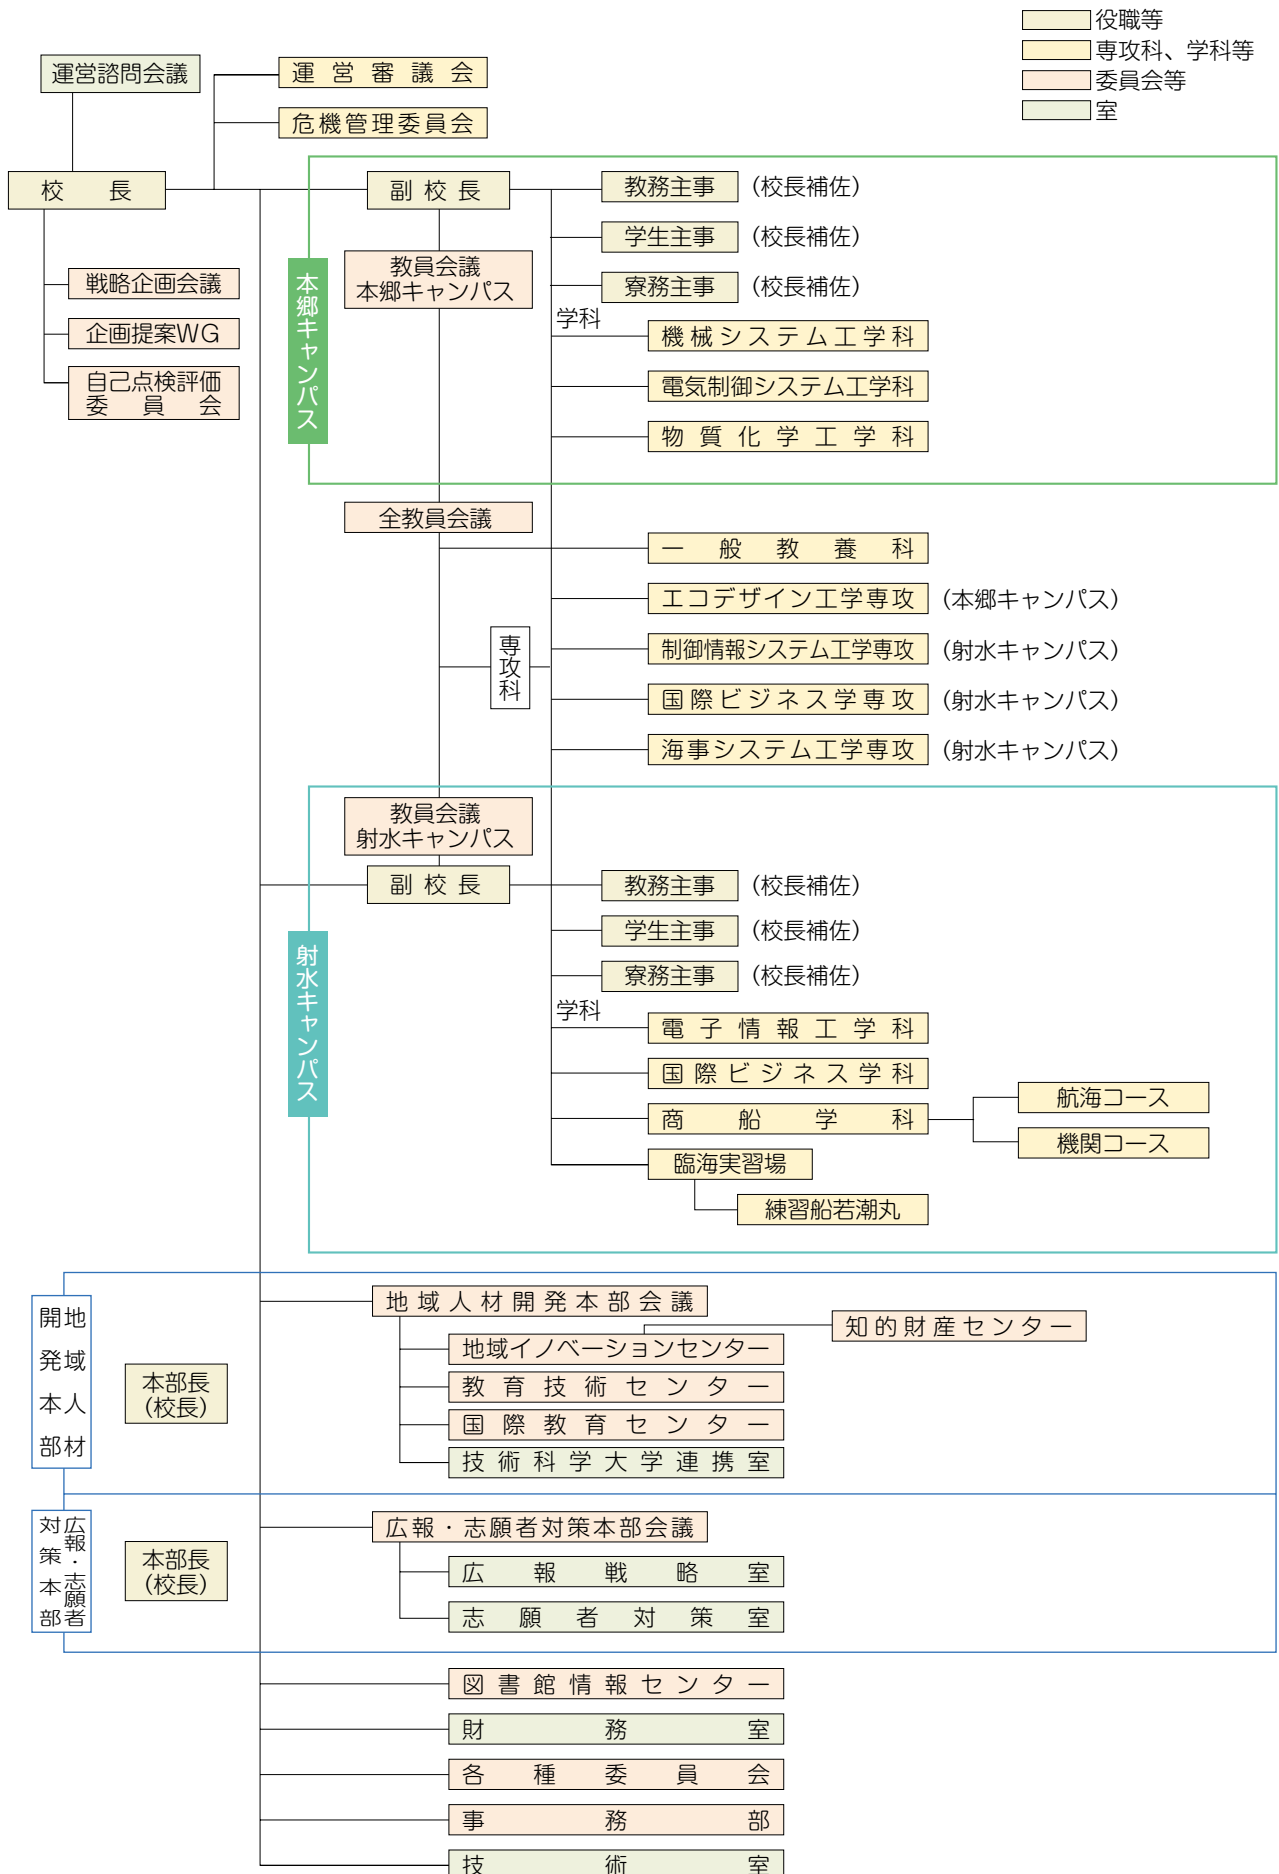 役職等
専攻科、学科等
委員会等
室
運営諮問会議
運営審議会
危機管理委員会
校長
戦略企画会議
企画提案WG
自己点検評価
委員会
本郷キャンパス
副校長
教員会議
本郷キャンパス
教務主事 (校長補佐)
学生主事 (校長補佐)
寮務主事 (校長補佐)
学科
機械システム工学科
電気制御システム工学科
物質化学工学科
全教員会議
一般教養科
専攻科
エコデザイン工学専攻 (本郷キャンパス)
制御情報システム工学専攻 (射水キャンパス)
国際ビジネス学専攻 (射水キャンパス)
海事システム工学専攻 (射水キャンパス)
射水キャンパス
教員会議
射水キャンパス
副校長
教務主事 (校長補佐)
学生主事 (校長補佐)
寮務主事 (校長補佐)
学科
電子情報工学科
国際ビジネス学科
商船学科
航海コース
機関コース
臨海実習場
練習船若潮丸
地域人材
開発本部
本部長
(校長)
地域人材開発本部会議
知的財産センター
地域イノベーションセンター
教育技術センター
国際教育センター
技術科学大学連携室
広報・志願者
対策本部
本部長
(校長)
広報・志願者対策本部会議
広報戦略室
志願者対策室
図書館情報センター
財務室
各種委員会
事務部
技術室